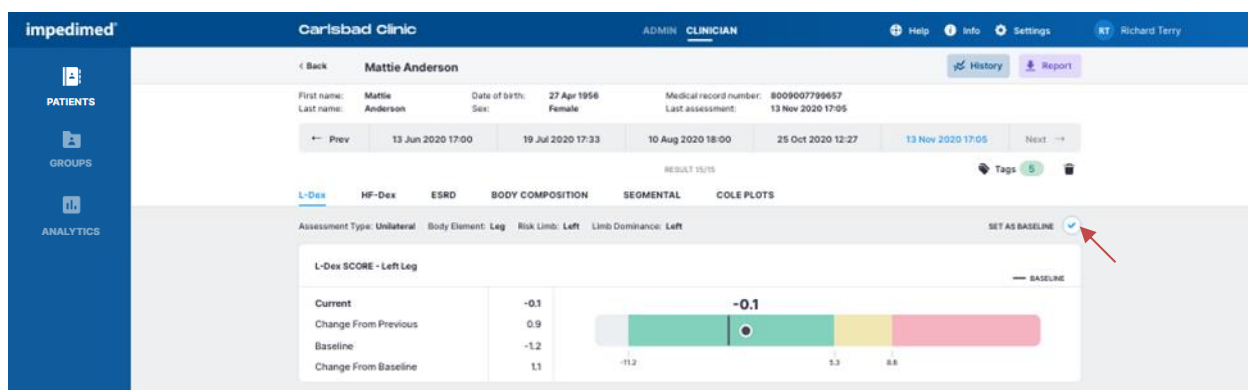 impedimed® Carlsbad Clinic ADMIN CLINICIAN Help Info Settings RT Richard Terry
PATIENTS
GROUPS
ANALYTICS
< Back Mattie Anderson History Report
First name: Mattie Date of birth: 27 Apr 1956 Medical record number: 8009007799657
Last name: Anderson Sex: Female Last assessment: 13 Nov 2020 17:05
← Prev 13 Jun 2020 17:00 19 Jul 2020 17:33 10 Aug 2020 18:00 25 Oct 2020 12:27 13 Nov 2020 17:05 Next →
RESULT 15/15 Tags 5
L-Dex HF-Dex ESRD BODY COMPOSITION SEGMENTAL COLE PLOTS
Assessment Type: Unilateral Body Element: Leg Risk Limb: Left Limb Dominance: Left SET AS BASELINE
L-Dex SCORE - Left Leg
BASELINE
Current -0.1 -0.1
Change From Previous 0.9
Baseline -1.2
Change From Baseline 1.1
-11.2 5.3 8.8